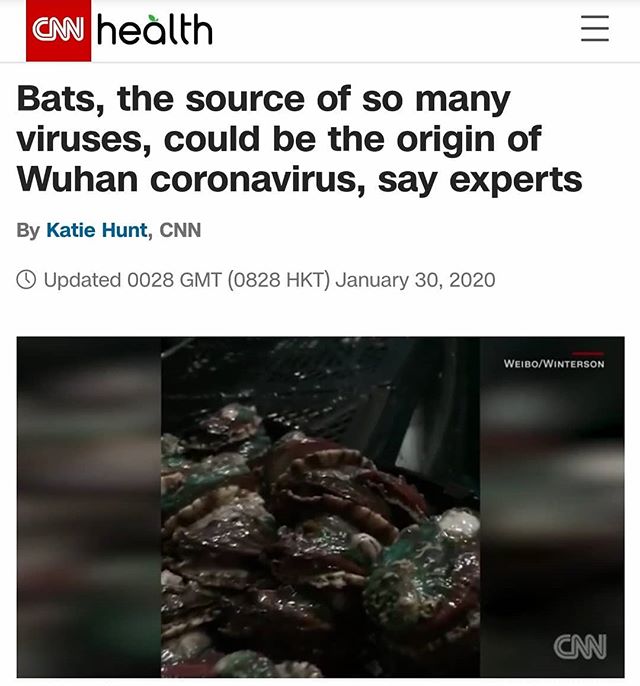 CNN health
Bats, the source of so many
viruses, could be the origin of
Wuhan coronavirus, say experts
By Katie Hunt, CNN
Updated 0028 GMT (0828 HKT) January 30, 2020
WEIBO/WINTERSON
CNN